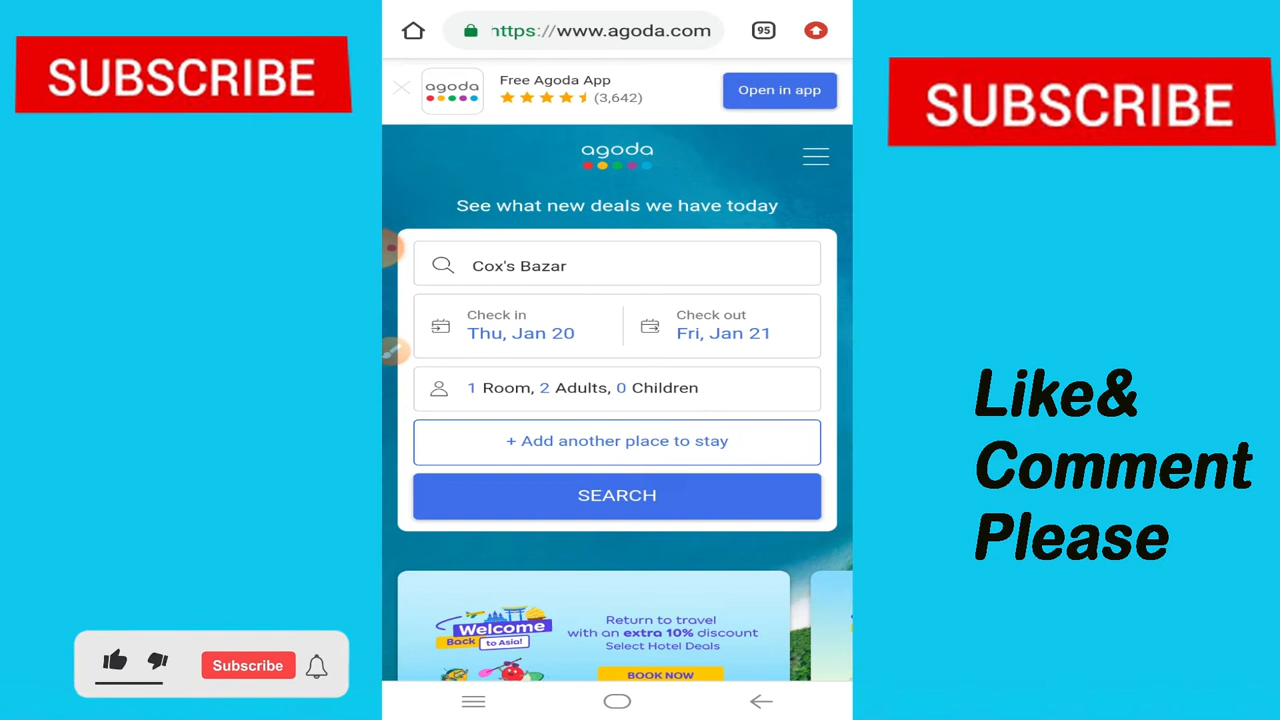 SUBSCRIBE
https://www.agoda.com
95
agoda
Free Agoda App
(3,642)
Open in app
SUBSCRIBE
agoda
See what new deals we have today
Cox's Bazar
Check in
Thu, Jan 20
Check out
Fri, Jan 21
1 Room, 2 Adults, 0 Children
+ Add another place to stay
SEARCH
Like&
Comment
Please
Welcome
Back to Asia!
Return to travel
with an extra 10% discount
Select Hotel Deals
BOOK NOW
Subscribe